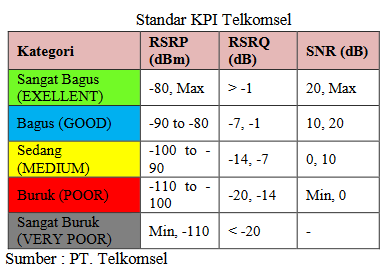 Standar KPI Telkomsel
Kategori RSRP (dBm) RSRQ (dB) SNR (dB)
Sangat Bagus (EXELLENT) -80, Max > -1 20, Max
Bagus (GOOD) -90 to -80 -7, -1 10, 20
Sedang (MEDIUM) -100 to -90 -14, -7 0, 10
Buruk (POOR) -110 to -100 -20, -14 Min, 0
Sangat Buruk (VERY POOR) Min, -110 < -20 -
Sumber : PT. Telkomsel